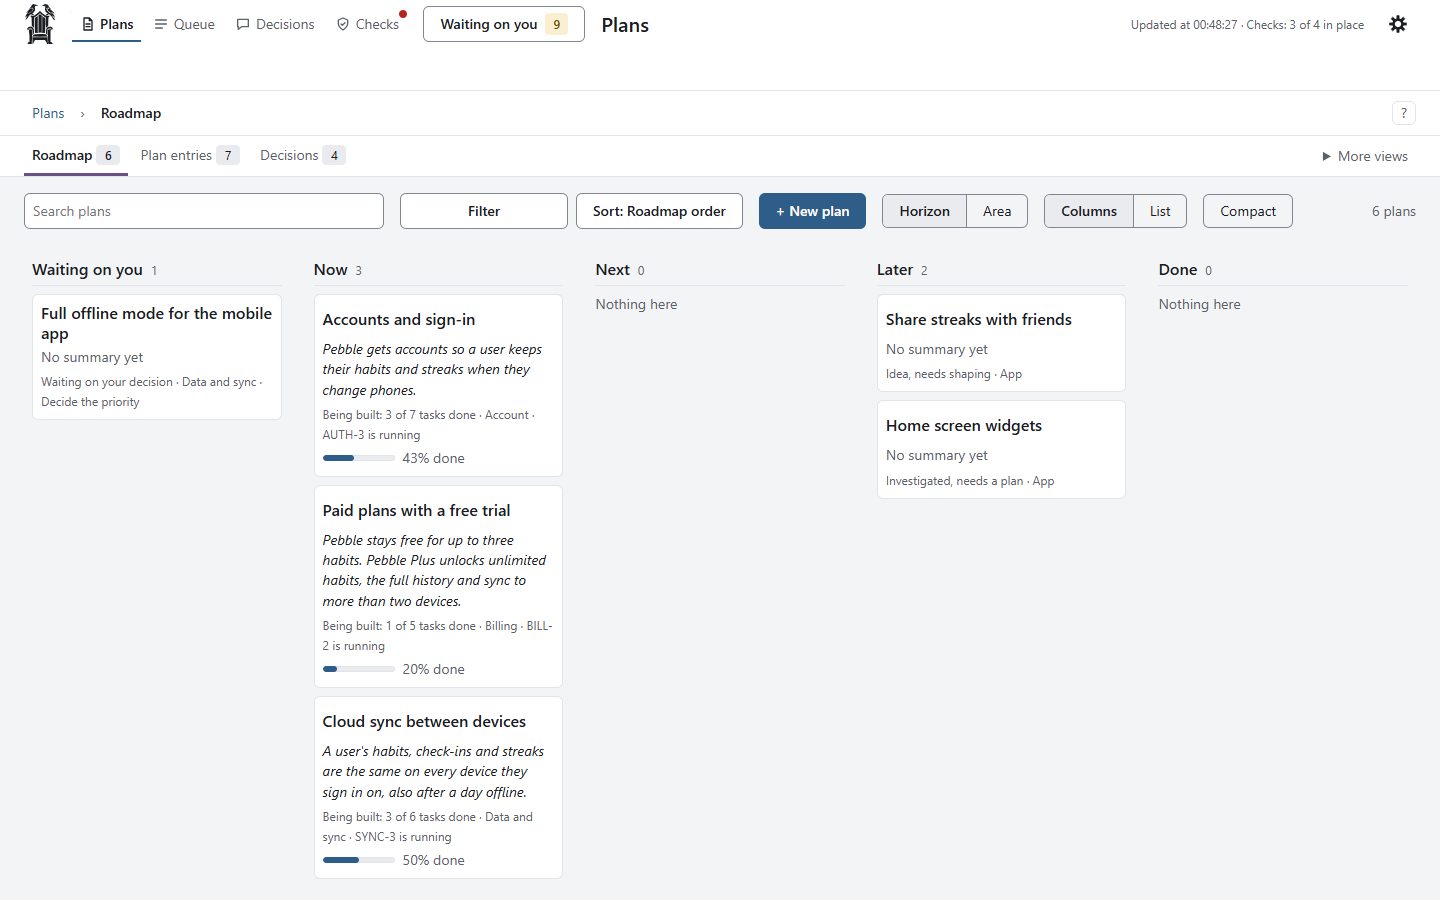 Plans
Queue
Decisions
Checks
Waiting on you 9
Plans
Updated at 00:48:27 · Checks: 3 of 4 in place
Plans › Roadmap
?
Roadmap 6
Plan entries 7
Decisions 4
▶ More views
Search plans
Filter
Sort: Roadmap order
+ New plan
Horizon
Area
Columns
List
Compact
6 plans
Waiting on you 1
Full offline mode for the mobile
app
No summary yet
Waiting on your decision · Data and sync ·
Decide the priority
Now 3
Accounts and sign-in
Pebble gets accounts so a user keeps
their habits and streaks when they
change phones.
Being built: 3 of 7 tasks done · Account ·
AUTH-3 is running
43% done
Paid plans with a free trial
Pebble stays free for up to three
habits. Pebble Plus unlocks unlimited
habits, the full history and sync to
more than two devices.
Being built: 1 of 5 tasks done · Billing · BILL-
2 is running
20% done
Cloud sync between devices
A user's habits, check-ins and streaks
are the same on every device they
sign in on, also after a day offline.
Being built: 3 of 6 tasks done · Data and
sync · SYNC-3 is running
50% done
Next 0
Nothing here
Later 2
Share streaks with friends
No summary yet
Idea, needs shaping · App
Home screen widgets
No summary yet
Investigated, needs a plan · App
Done 0
Nothing here